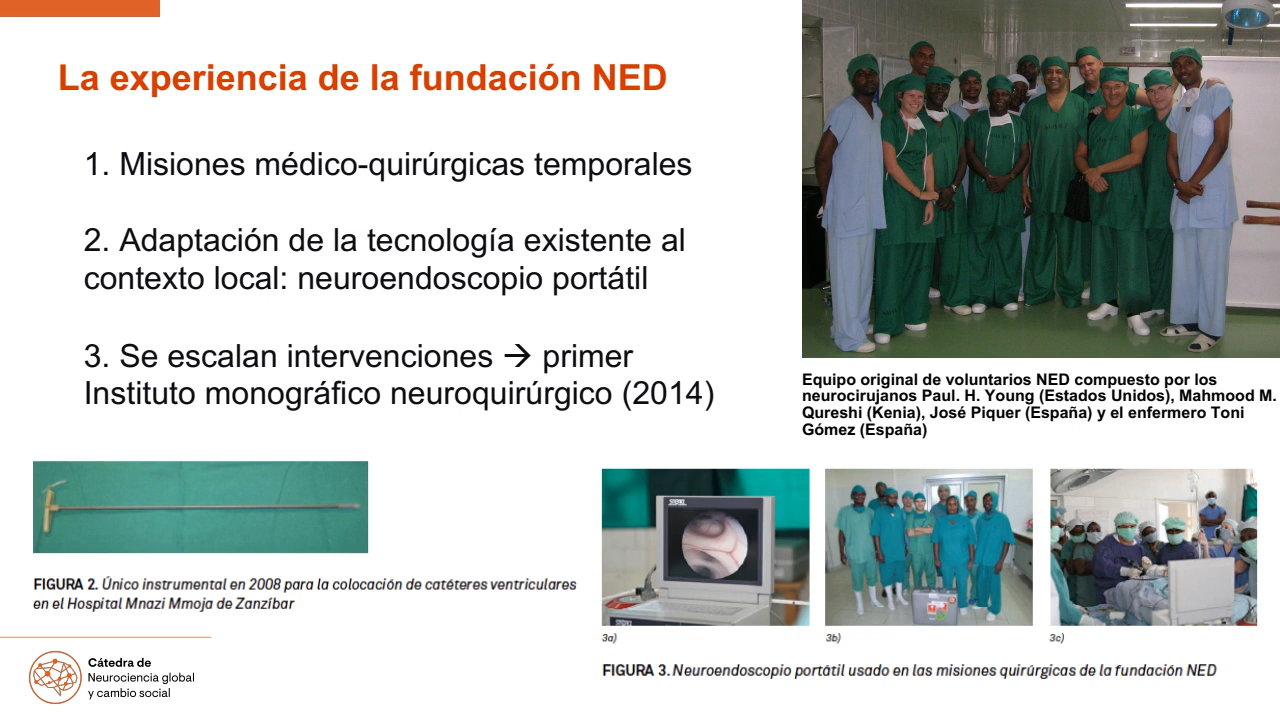 La experiencia de la fundación NED
1. Misiones médico-quirúrgicas temporales
2. Adaptación de la tecnología existente al
contexto local: neuroendoscopio portátil
3. Se escalan intervenciones → primer
Instituto monográfico neuroquirúrgico (2014)
Equipo original de voluntarios NED compuesto por los
neurocirujanos Paul. H. Young (Estados Unidos), Mahmood M.
Qureshi (Kenia), José Piquer (España) y el enfermero Toni
Gómez (España)
FIGURA 2. Único instrumental en 2008 para la colocación de catéteres ventriculares
en el Hospital Mnazi Mmoja de Zanzíbar
3a)
3b)
3c)
FIGURA 3. Neuroendoscopio portátil usado en las misiones quirúrgicas de la fundación NED
Cátedra de
Neurociencia global
y cambio social